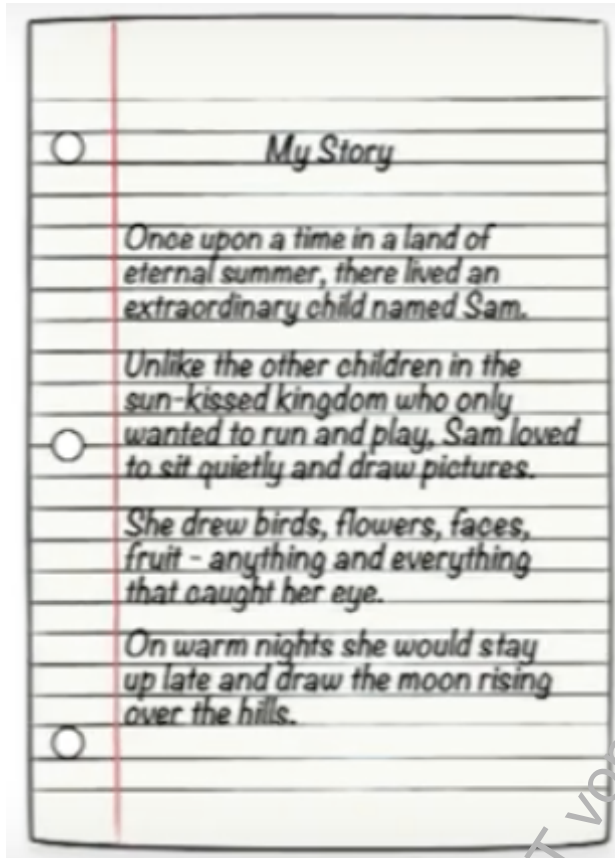 My Story
Once upon a time in a land of
eternal summer, there lived an
extraordinary child named Sam.
Unlike the other children in the
sun-kissed kingdom who only
wanted to run and play, Sam loved
to sit quietly and draw pictures.
She drew birds, flowers, faces,
fruit - anything and everything
that caught her eye.
On warm nights she would stay
up late and draw the moon rising
over the hills.